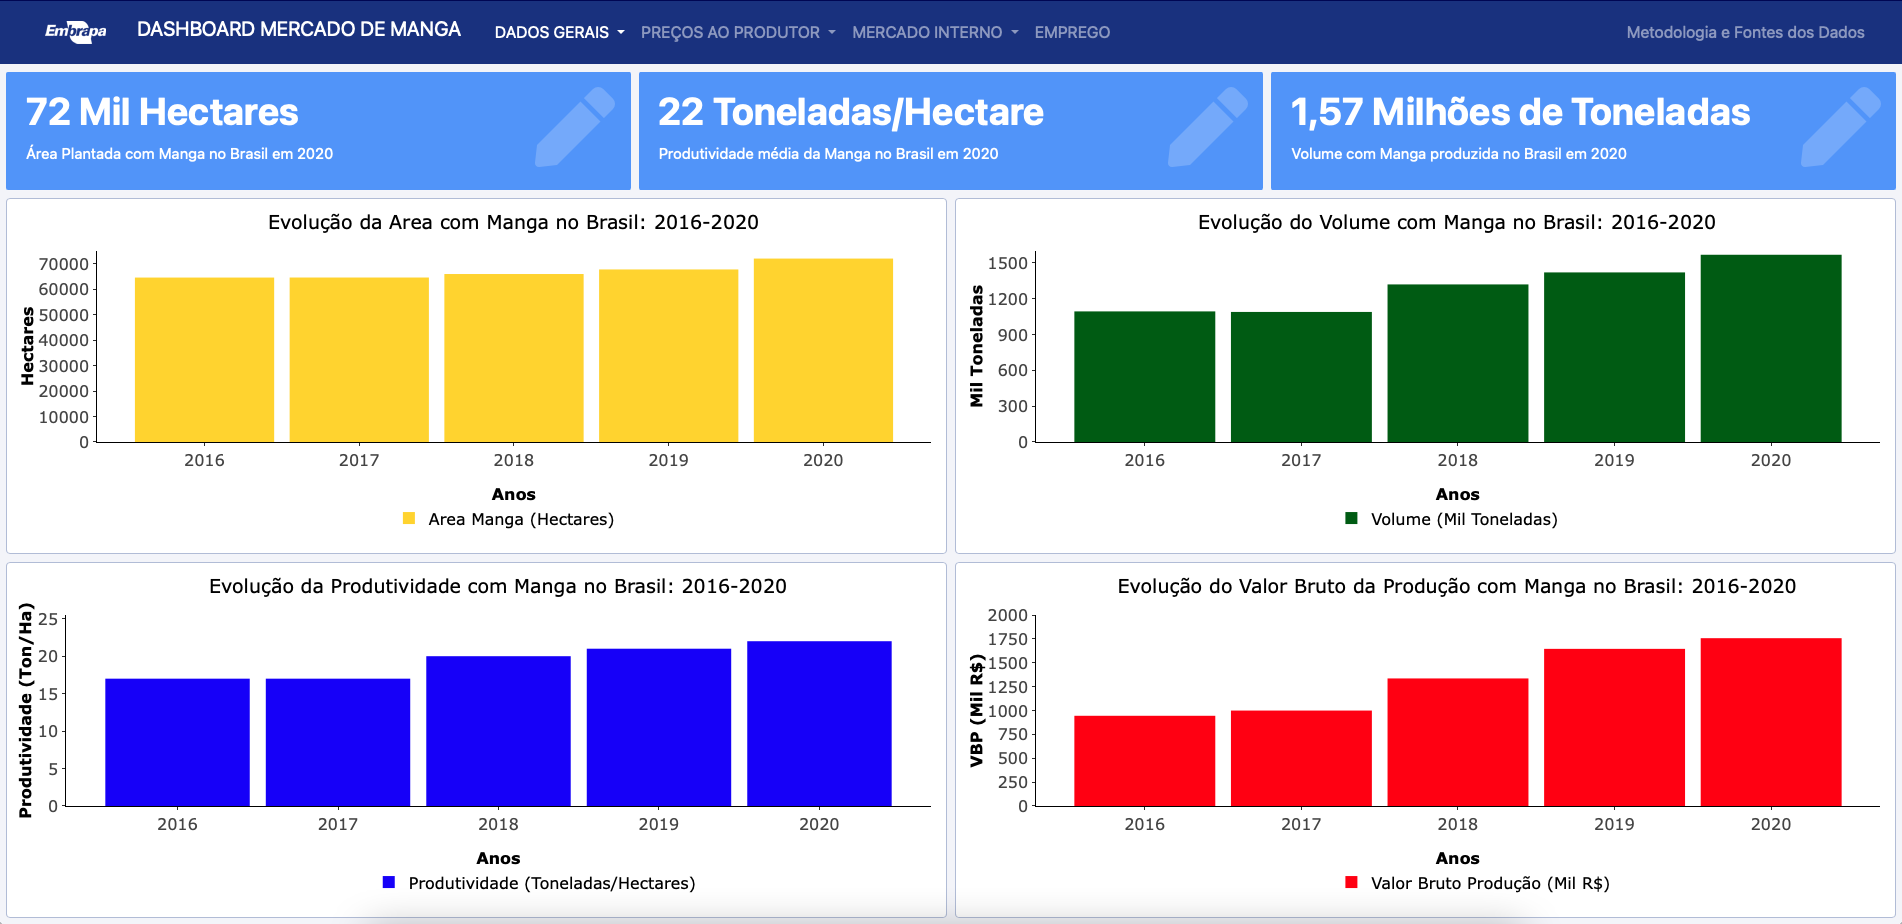 Embrapa
DASHBOARD MERCADO DE MANGA
DADOS GERAIS
PREÇOS AO PRODUTOR
MERCADO INTERNO
EMPREGO
Metodologia e Fontes dos Dados
72 Mil Hectares
Área Plantada com Manga no Brasil em 2020
22 Toneladas/Hectare
Produtividade média da Manga no Brasil em 2020
1,57 Milhões de Toneladas
Volume com Manga produzida no Brasil em 2020
Evolução da Area com Manga no Brasil: 2016-2020
Hectares
70000
60000
50000
40000
30000
20000
10000
0
2016 2017 2018 2019 2020
Anos
Area Manga (Hectares)
Evolução do Volume com Manga no Brasil: 2016-2020
Mil Toneladas
1500
1200
900
600
300
0
2016 2017 2018 2019 2020
Anos
Volume (Mil Toneladas)
Evolução da Produtividade com Manga no Brasil: 2016-2020
Produtividade (Ton/Ha)
25
20
15
10
5
0
2016 2017 2018 2019 2020
Anos
Produtividade (Toneladas/Hectares)
Evolução do Valor Bruto da Produção com Manga no Brasil: 2016-2020
VBP (Mil R$)
2000
1750
1500
1250
1000
750
500
250
0
2016 2017 2018 2019 2020
Anos
Valor Bruto Produção (Mil R$)